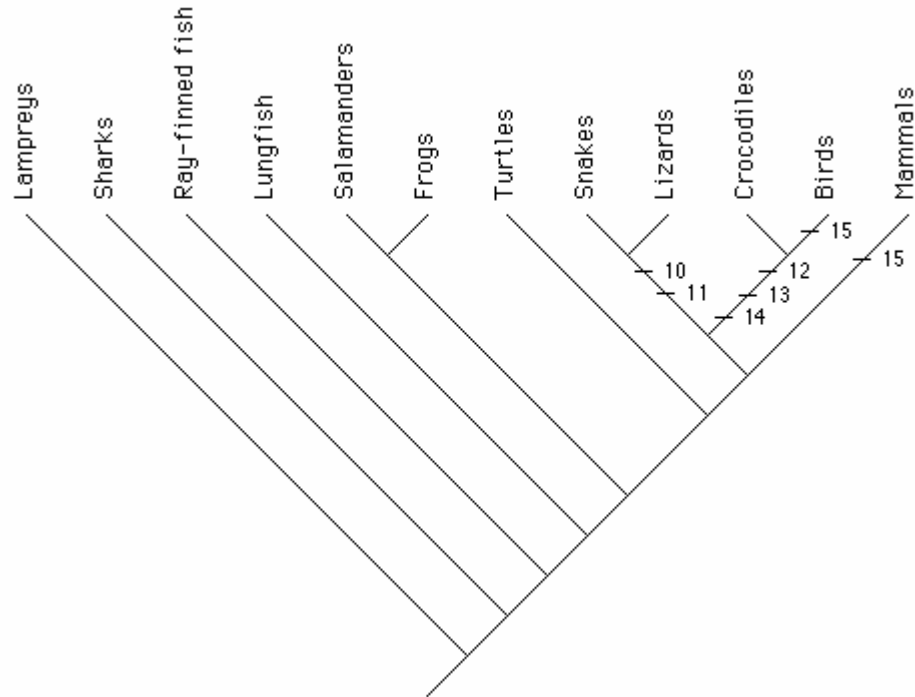 Lampreys
Sharks
Ray-finned fish
Lungfish
Salamanders
Frogs
Turtles
Snakes
Lizards
Crocodiles
Birds
Mammals
15
15
10
12
11
13
14